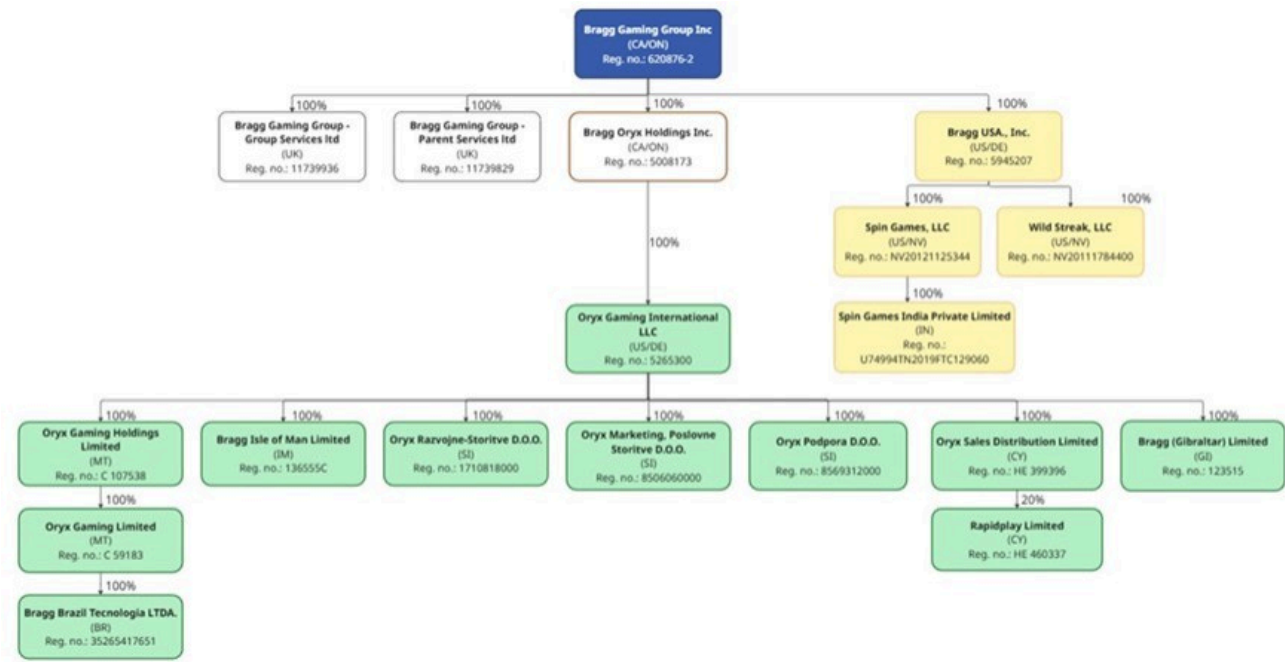 Bragg Gaming Group Inc
(CA/ON)
Reg. no.: 620876-2
100%
100%
100%
100%
Bragg Gaming Group -
Group Services ltd
(UK)
Reg. no.: 11739936
Bragg Gaming Group -
Parent Services ltd
(UK)
Reg. no.: 11739829
Bragg Oryx Holdings Inc.
(CA/ON)
Reg. no.: 5008173
Bragg USA., Inc.
(US/DE)
Reg. no.: 5945207
100%
100%
Spin Games, LLC
(US/NV)
Reg. no.: NV20121125344
Wild Streak, LLC
(US/NV)
Reg. no.: NV20111784400
100%
100%
Oryx Gaming International
LLC
(US/DE)
Reg. no.: 5265300
Spin Games India Private Limited
(IN)
Reg. no.:
U74994TN2019FTC129060
100%
100%
100%
100%
100%
100%
100%
Oryx Gaming Holdings
Limited
(MT)
Reg. no.: C 107538
Bragg Isle of Man Limited
(IM)
Reg. no.: 136555C
Oryx Razvojne-Storitve D.O.O.
(SI)
Reg. no.: 1710818000
Oryx Marketing, Poslovne
Storitve D.O.O.
(SI)
Reg. no.: 8506060000
Oryx Podpora D.O.O.
(SI)
Reg. no.: 8569312000
Oryx Sales Distribution Limited
(CY)
Reg. no.: HE 399396
Bragg (Gibraltar) Limited
(GI)
Reg. no.: 123515
100%
20%
Oryx Gaming Limited
(MT)
Reg. no.: C 59183
Rapidplay Limited
(CY)
Reg. no.: HE 460337
100%
Bragg Brazil Tecnologia LTDA.
(BR)
Reg. no.: 35265417651